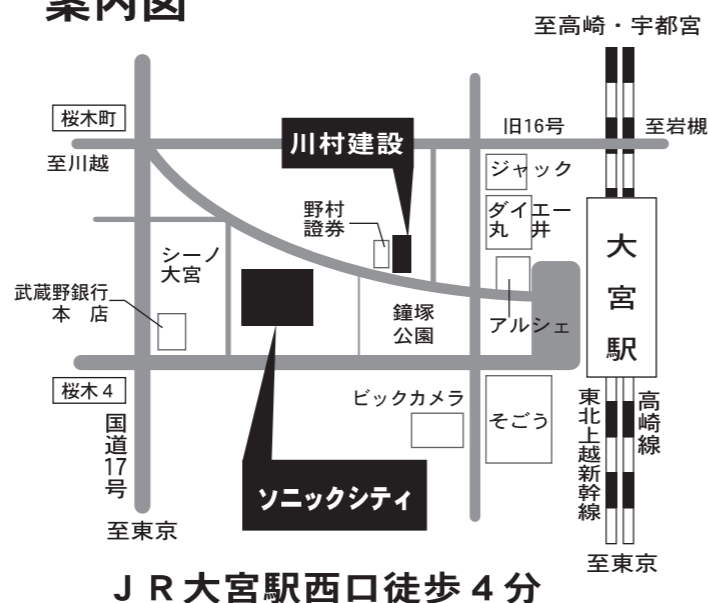 案内図
至高崎・宇都宮
桜木町
川村建設
旧16号
至岩槻
至川越
ジャック
野村
證券
ダイエー
丸　井
シーノ
大宮
大宮駅
武蔵野銀行
本　店
鐘塚
公園
アルシェ
桜木4
ビックカメラ
そごう
国道17号
東北上越新幹線
高崎線
ソニックシティ
至東京
至東京
ＪＲ大宮駅西口徒歩４分